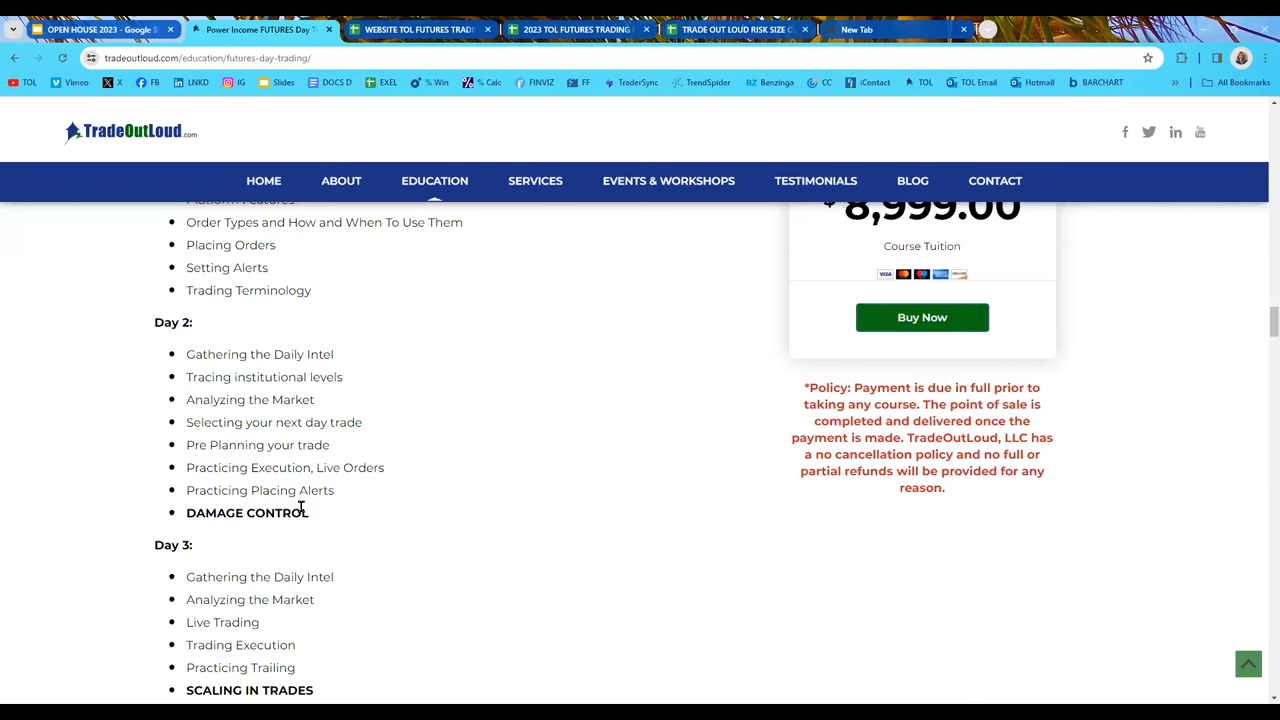 OPEN HOUSE 2023 - Google S
Power Income FUTURES Day T
WEBSITE TOL FUTURES TRADI
2023 TOL FUTURES TRADING
TRADE OUT LOUD RISK SIZE C
New Tab
tradeoutloud.com/education/futures-day-trading/
TOL
Vimeo
X
FB
LNKD
IG
Slides
DOCS D
EXEL
% Win
% Calc
FINVIZ
FF
TraderSync
TrendSpider
Benzinga
CC
iContact
TOL
TOL Email
Hotmail
BARCHART
All Bookmarks
TradeOutLoud.com
HOME
ABOUT
EDUCATION
SERVICES
EVENTS & WORKSHOPS
TESTIMONIALS
BLOG
CONTACT
Platform Features
Order Types and How and When To Use Them
Placing Orders
Setting Alerts
Trading Terminology
Day 2:
Gathering the Daily Intel
Tracing institutional levels
Analyzing the Market
Selecting your next day trade
Pre Planning your trade
Practicing Execution, Live Orders
Practicing Placing Alerts
DAMAGE CONTROL
Day 3:
Gathering the Daily Intel
Analyzing the Market
Live Trading
Trading Execution
Practicing Trailing
SCALING IN TRADES
$ 8,999.00
Course Tuition
VISA
Buy Now
*Policy: Payment is due in full prior to
taking any course. The point of sale is
completed and delivered once the
payment is made. TradeOutLoud, LLC has
a no cancellation policy and no full or
partial refunds will be provided for any
reason.